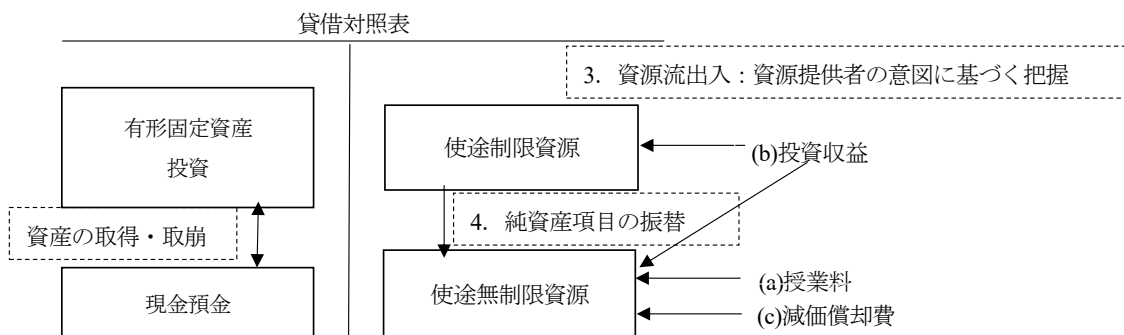 貸借対照表
3. 資源流出入：資源提供者の意図に基づく把握
有形固定資産
投資
使途制限資源
(b)投資収益
資産の取得・取崩
4. 純資産項目の振替
現金預金
使途無制限資源
(a)授業料
(c)減価償却費